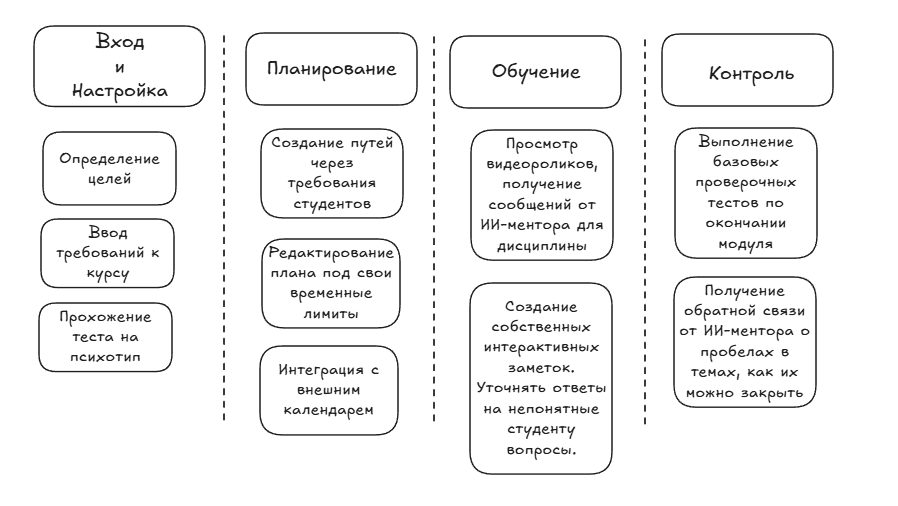 Вход
и
Настройка
Определение
целей
Ввод
требований к
курсу
Прохожение
теста на
психотип
Планирование
Создание путей
через
требования
студентов
Редактирование
плана под свои
временные
лимиты
Интеграция с
внешним
календарем
Обучение
Просмотр
видеороликов,
получение
сообщений от
ИИ-ментора для
дисциплины
Создание
собственных
интерактивных
заметок.
Уточнять ответы
на непонятные
студенту
вопросы.
Контроль
Выполнение
базовых
проверочных
тестов по
окончании
модуля
Получение
обратной связи
от ИИ-ментора о
пробелах в
темах, как их
можно закрыть